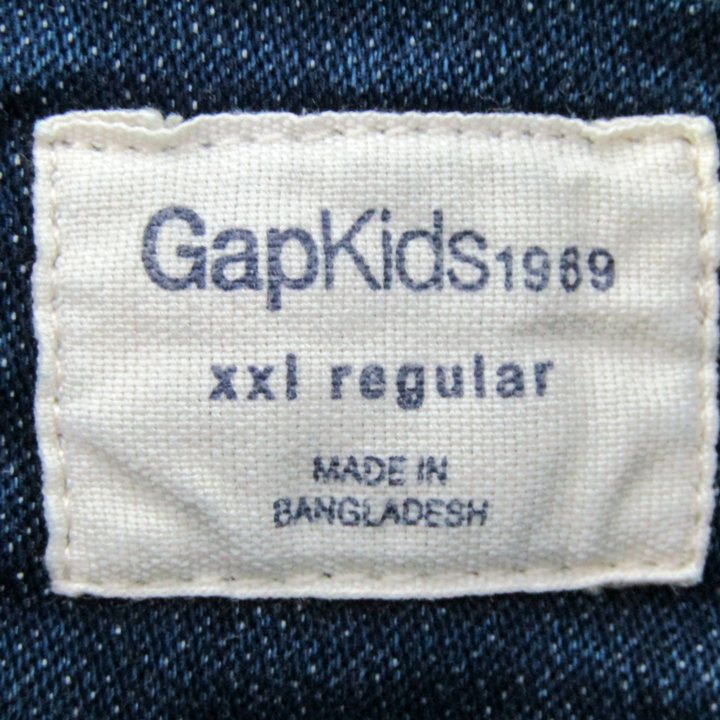 GapKids1969
xxl regular
MADE IN
BANGLADESH